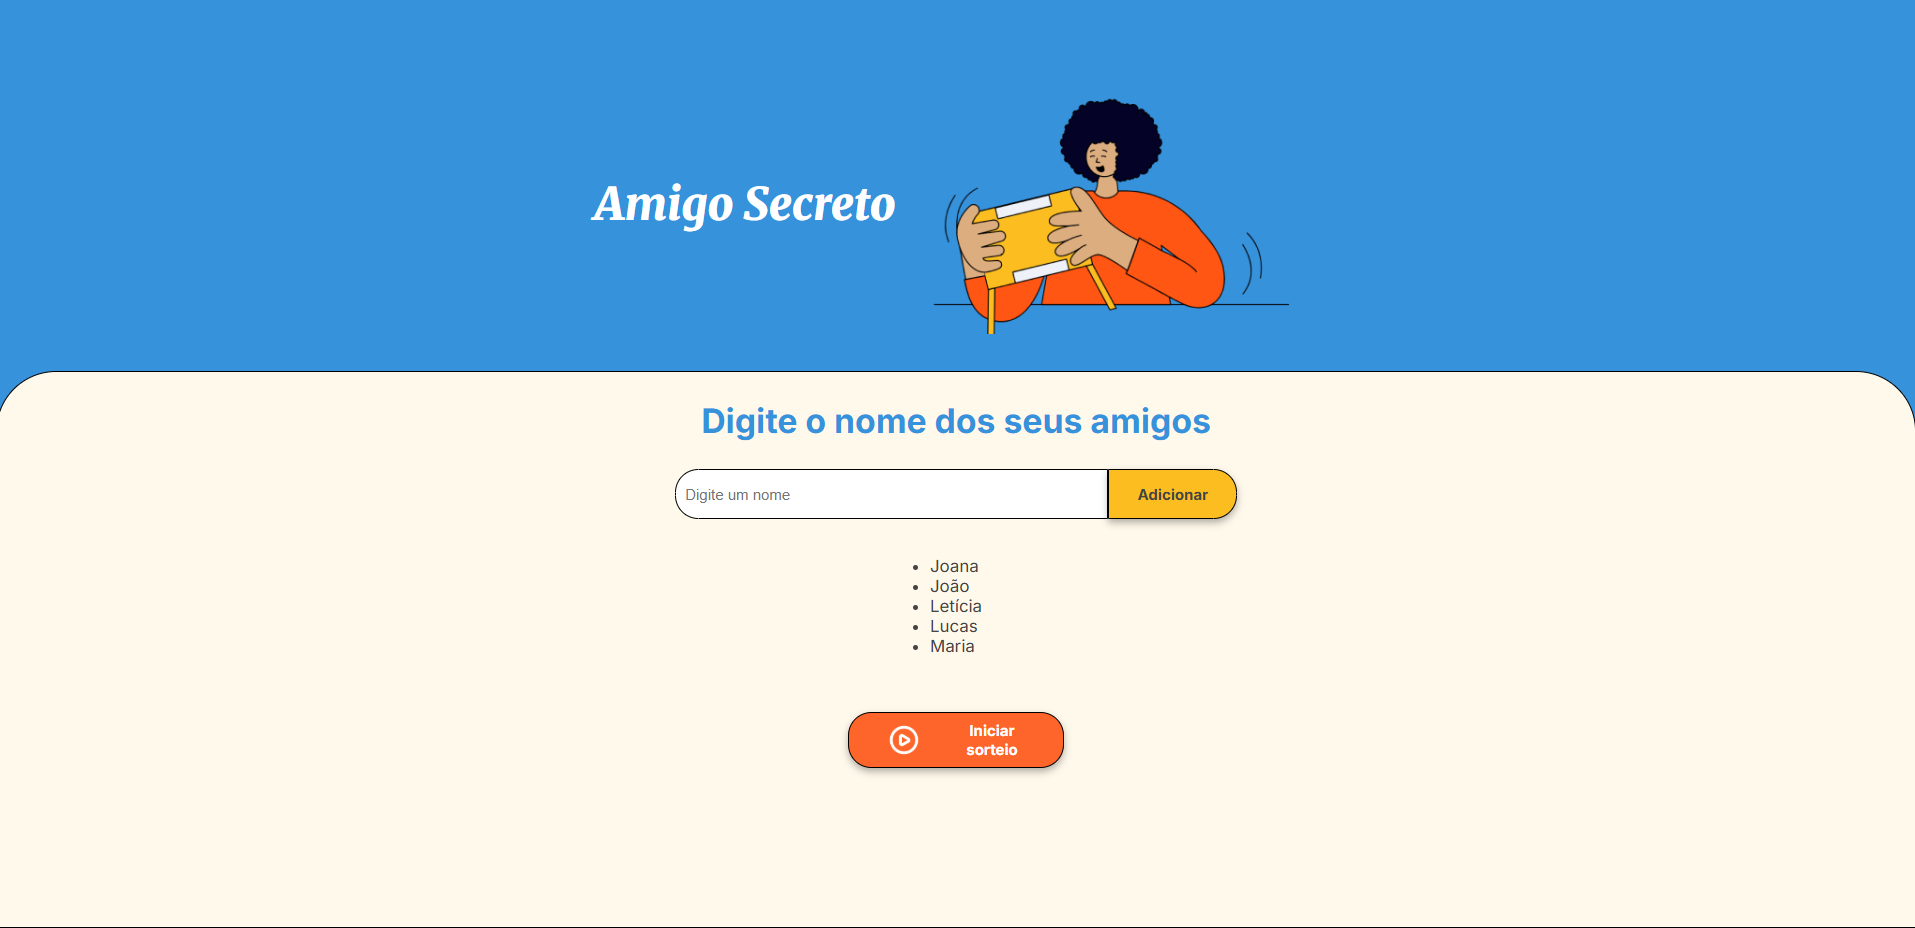 Amigo Secreto
Digite o nome dos seus amigos
Digite um nome
Adicionar
Joana
João
Letícia
Lucas
Maria
Iniciar
sorteio